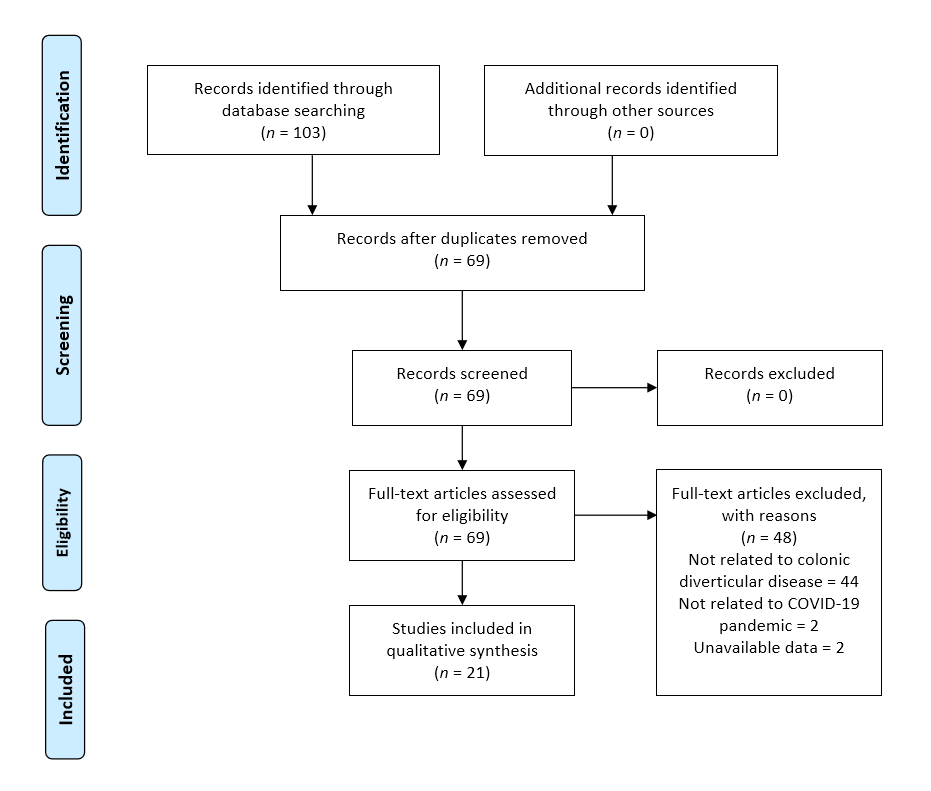 Identification
Records identified through
database searching
(n = 103)
Additional records identified
through other sources
(n = 0)
Records after duplicates removed
(n = 69)
Screening
Records screened
(n = 69)
Records excluded
(n = 0)
Eligibility
Full-text articles assessed
for eligibility
(n = 69)
Full-text articles excluded,
with reasons
(n = 48)
Not related to colonic
diverticular disease = 44
Not related to COVID-19
pandemic = 2
Unavailable data = 2
Included
Studies included in
qualitative synthesis
(n = 21)